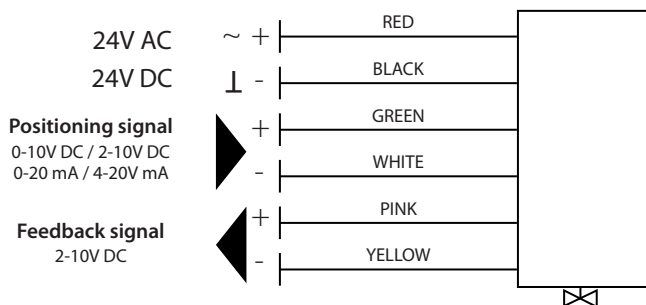 24V AC ~ + RED
24V DC ⊥ - BLACK
Positioning signal
0-10V DC / 2-10V DC
0-20 mA / 4-20V mA
+ GREEN
- WHITE
Feedback signal
2-10V DC
+ PINK
- YELLOW